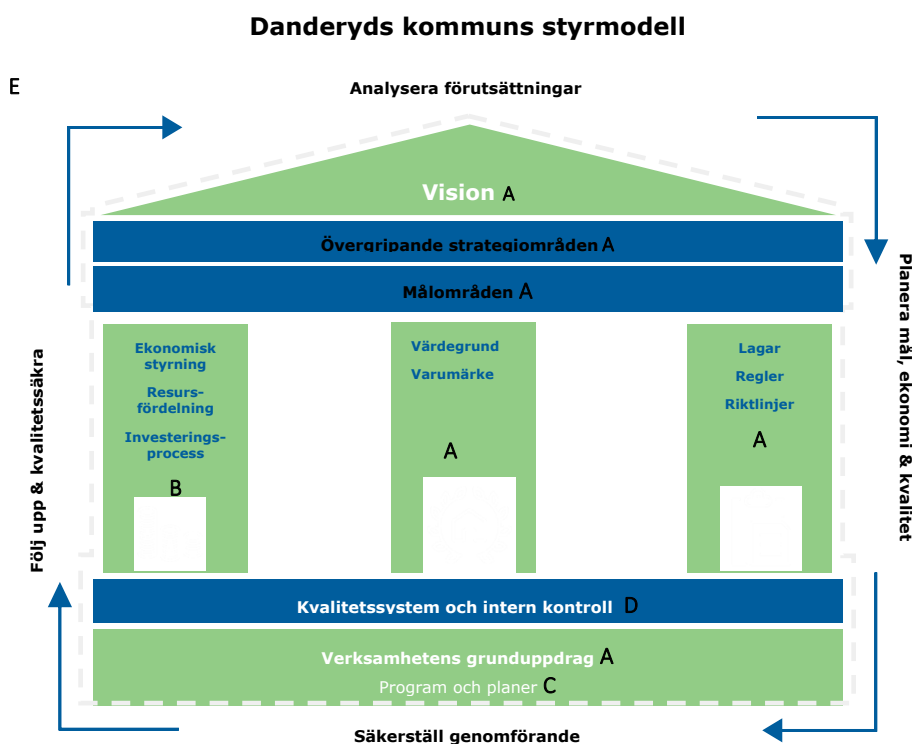 Danderyds kommuns styrmodell
E
Analysera förutsättningar
Vision A
Övergripande strategiområden A
Målområden A
Ekonomisk
styrning
Resurs-
fördelning
Investerings-
process
B
Värdegrund
Varumärke
A
Lagar
Regler
Riktlinjer
A
Planera mål, ekonomi & kvalitet
Följ upp & kvalitetssäkra
Kvalitetssystem och intern kontroll D
Verksamhetens grunduppdrag A
Program och planer C
Säkerställ genomförande